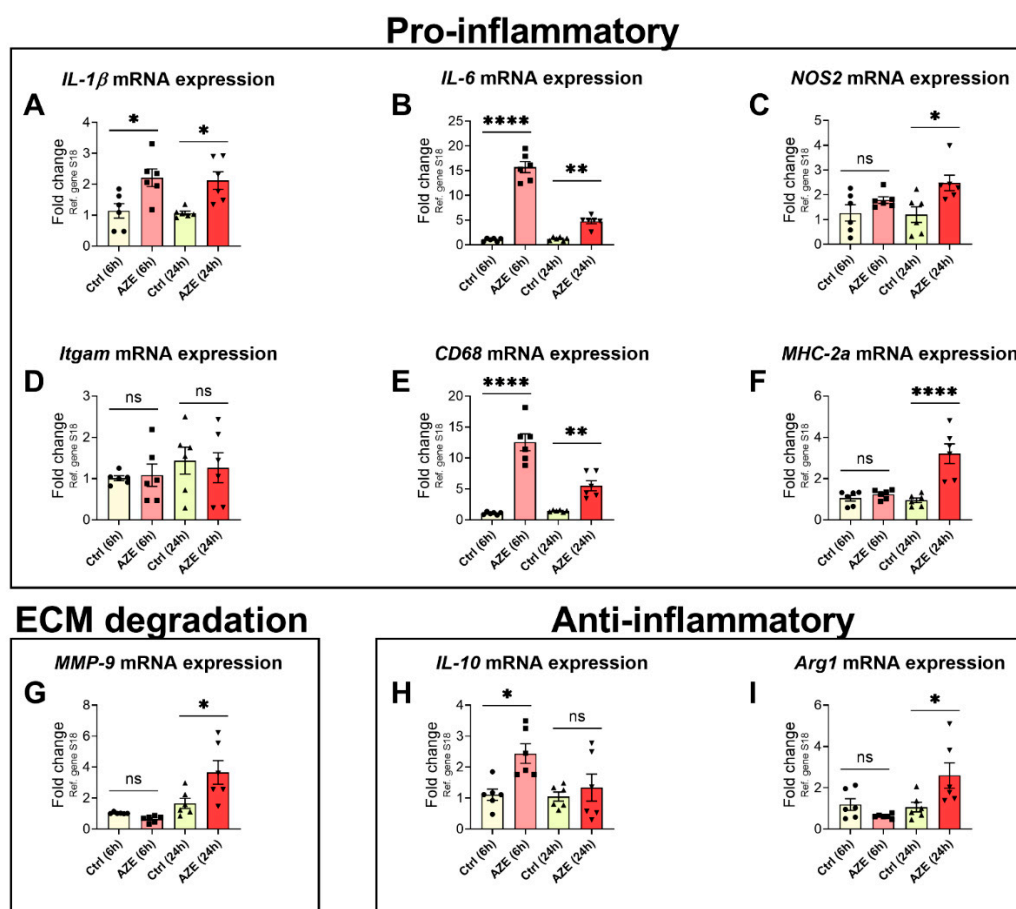 Pro-inflammatory
IL-1β mRNA expression
A
Fold change
Ref. gene S18
4
3
2
1
0
*
*
Ctrl (6h)
AZE (6h)
Ctrl (24h)
AZE (24h)
IL-6 mRNA expression
B
Fold change
Ref. gene S18
25
20
15
10
5
0
****
**
Ctrl (6h)
AZE (6h)
Ctrl (24h)
AZE (24h)
NOS2 mRNA expression
C
Fold change
Ref. gene S18
5
4
3
2
1
0
ns
*
Ctrl (6h)
AZE (6h)
Ctrl (24h)
AZE (24h)
Itgam mRNA expression
D
Fold change
Ref. gene S18
3
2
1
0
ns
ns
Ctrl (6h)
AZE (6h)
Ctrl (24h)
AZE (24h)
CD68 mRNA expression
E
Fold change
Ref. gene S18
20
15
10
5
0
****
**
Ctrl (6h)
AZE (6h)
Ctrl (24h)
AZE (24h)
MHC-2a mRNA expression
F
Fold change
Ref. gene S18
6
4
2
0
ns
****
Ctrl (6h)
AZE (6h)
Ctrl (24h)
AZE (24h)
ECM degradation
MMP-9 mRNA expression
G
Fold change
Ref. gene S18
8
6
4
2
0
ns
*
Ctrl (6h)
AZE (6h)
Ctrl (24h)
AZE (24h)
Anti-inflammatory
IL-10 mRNA expression
H
Fold change
Ref. gene S18
4
3
2
1
0
*
ns
Ctrl (6h)
AZE (6h)
Ctrl (24h)
AZE (24h)
Arg1 mRNA expression
I
Fold change
Ref. gene S18
6
4
2
0
ns
*
Ctrl (6h)
AZE (6h)
Ctrl (24h)
AZE (24h)